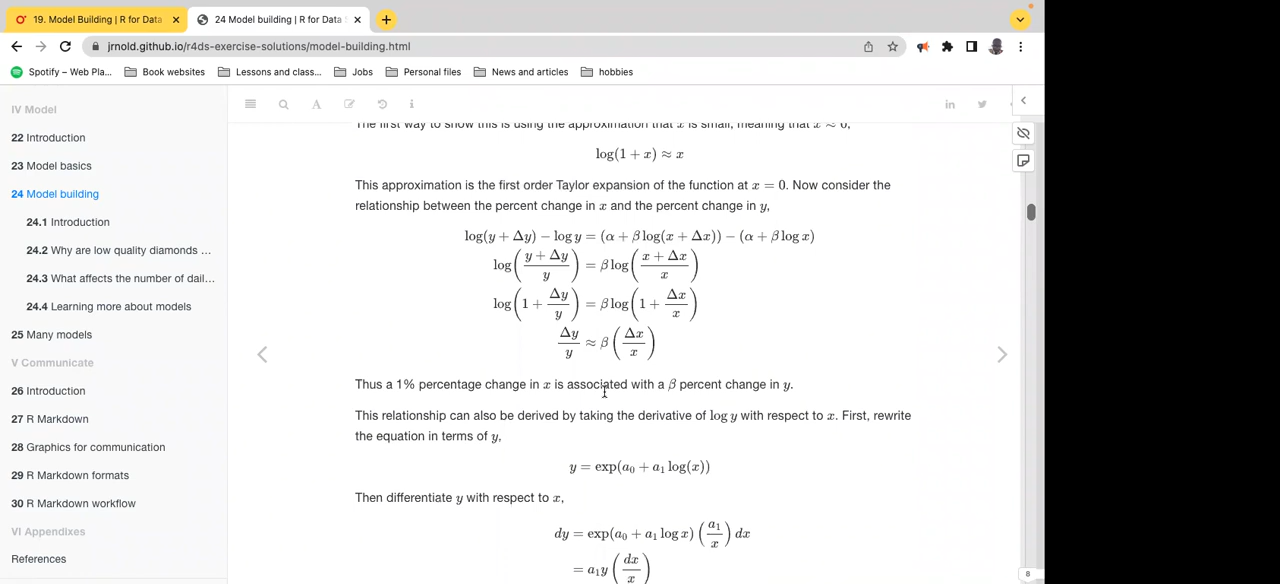 19. Model Building | R for Data
24 Model building | R for Data
jrnold.github.io/r4ds-exercise-solutions/model-building.html
Spotify – Web Pla...
Book websites
Lessons and class...
Jobs
Personal files
News and articles
hobbies
IV Model
22 Introduction
23 Model basics
24 Model building
24.1 Introduction
24.2 Why are low quality diamonds ...
24.3 What affects the number of dail...
24.4 Learning more about models
25 Many models
V Communicate
26 Introduction
27 R Markdown
28 Graphics for communication
29 R Markdown formats
30 R Markdown workflow
VI Appendixes
References
The first way to show this is using the approximation that x is small, meaning that x ≈ 0,
log(1 + x) ≈ x
This approximation is the first order Taylor expansion of the function at x = 0. Now consider the
relationship between the percent change in x and the percent change in y,
log(y + Δy) − log y = (α + β log(x + Δx)) − (α + β log x)
log((y + Δy)/y) = β log((x + Δx)/x)
log(1 + Δy/y) = β log(1 + Δx/x)
Δy/y ≈ β (Δx/x)
Thus a 1% percentage change in x is associated with a β percent change in y.
This relationship can also be derived by taking the derivative of log y with respect to x. First, rewrite
the equation in terms of y,
y = exp(a₀ + a₁ log(x))
Then differentiate y with respect to x,
dy = exp(a₀ + a₁ log x) (a₁/x) dx
= a₁y (dx/x)
8